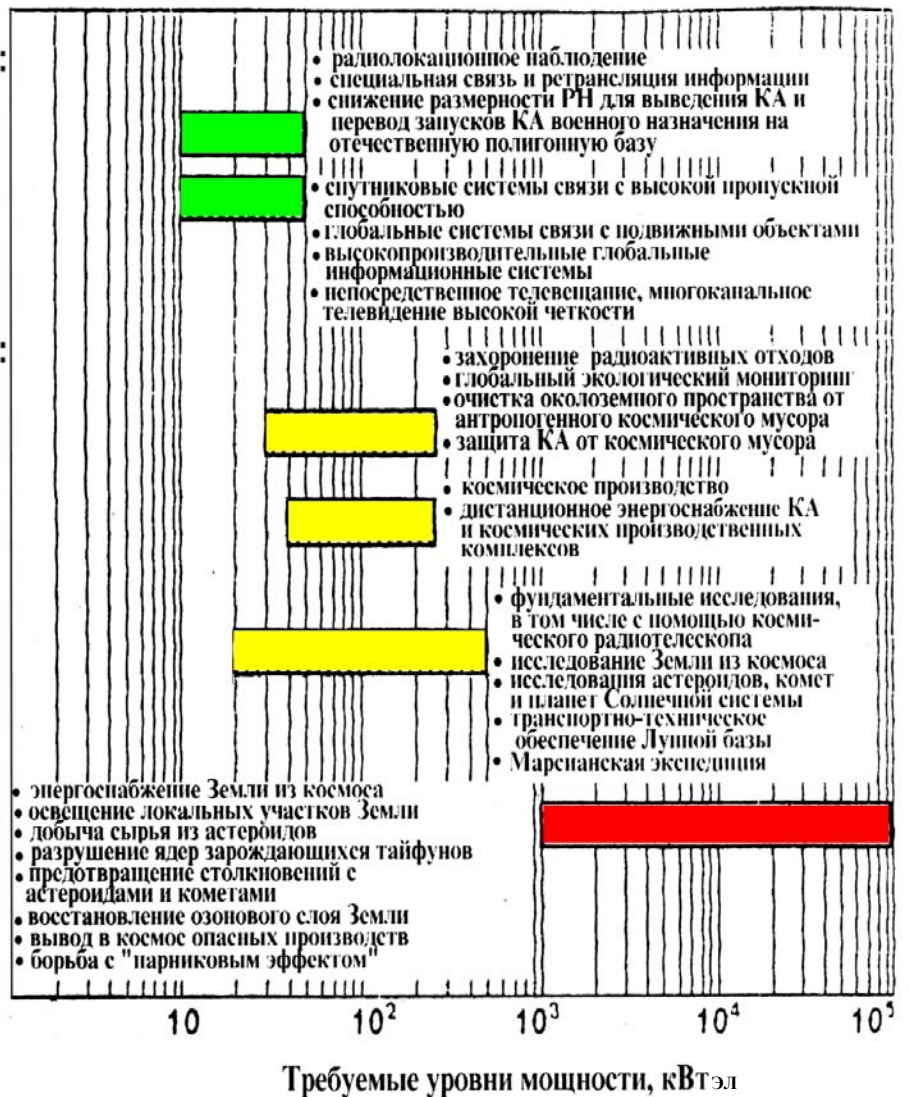 :
• радиолокационное наблюдение
• специальная связь и ретрансляция информации
• снижение размерности РН для выведения КА и
перевод запусков КА военного назначения на
отечественную полигонную базу
• спутниковые системы связи с высокой пропускной
способностью
• глобальные системы связи с подвижными объектами
• высокопроизводительные глобальные
информационные системы
• непосредственное телевещание, многоканальное
телевидение высокой четкости
:
• захоронение радиоактивных отходов
• глобальный экологический мониторинг
• очистка околоземного пространства от
антропогенного космического мусора
• защита КА от космического мусора
• космическое производство
• дистанционное энергоснабжение КА
и космических производственных
комплексов
• фундаментальные исследования,
в том числе с помощью косми-
ческого радиотелескопа
• исследование Земли из космоса
• исследования астероидов, комет
и планет Солнечной системы
• транспортно-техническое
обеспечение Лунной базы
• Марсианская экспедиция
• энергоснабжение Земли из космоса
• освещение локальных участков Земли
• добыча сырья из астероидов
• разрушение ядер зарождающихся тайфунов
• предотвращение столкновений с
астероидами и кометами
• восстановление озонового слоя Земли
• вывод в космос опасных производств
• борьба с "парниковым эффектом"
10 10² 10³ 10⁴ 10⁵
Требуемые уровни мощности, кВтэл